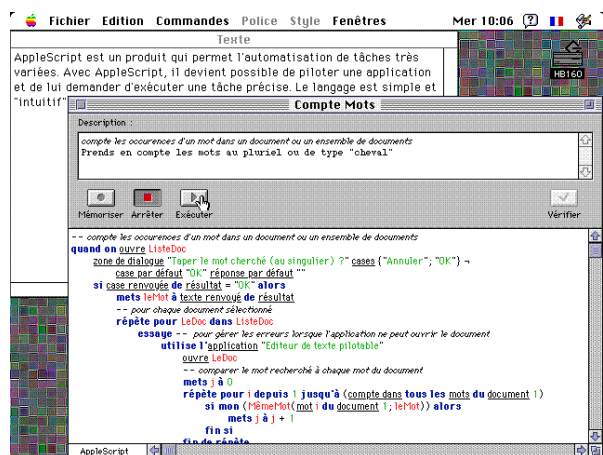 Fichier Edition Commandes Police Style Fenêtres Mer 10:06
Texte
AppleScript est un produit qui permet l'automatisation de tâches très
variées. Avec AppleScript, il devient possible de piloter une application
et de lui demander d'exécuter une tâche précise. Le langage est simple et
"intuitif"
HB160
Compte Mots
Description :
compte les occurences d'un mot dans un document ou un ensemble de documents
Prends en compte les mots au pluriel ou de type "cheval"
Mémoriser Arrêter Exécuter Vérifier
-- compte les occurences d'un mot dans un document ou un ensemble de documents
quand on ouvre ListeDoc
zone de dialogue "Taper le mot cherché (au singulier) ?" cases {"Annuler"; "OK"} ¬
case par défaut "OK" réponse par défaut ""
si case renvoyée de résultat = "OK" alors
mets leMot à texte renvoyé de résultat
-- pour chaque document sélectionné
répète pour LeDoc dans ListeDoc
essaye -- pour gérer les erreurs lorsque l'application ne peut ouvrir le document
utilise l'application "Editeur de texte pilotable"
ouvre LeDoc
-- comparer le mot recherché à chaque mot du document
mets j à 0
répète pour i depuis 1 jusqu'à (compte dans tous les mots du document 1)
si mon (MêmeMot(mot i du document 1; leMot)) alors
mets j à j + 1
fin si
fin de répète
AppleScript